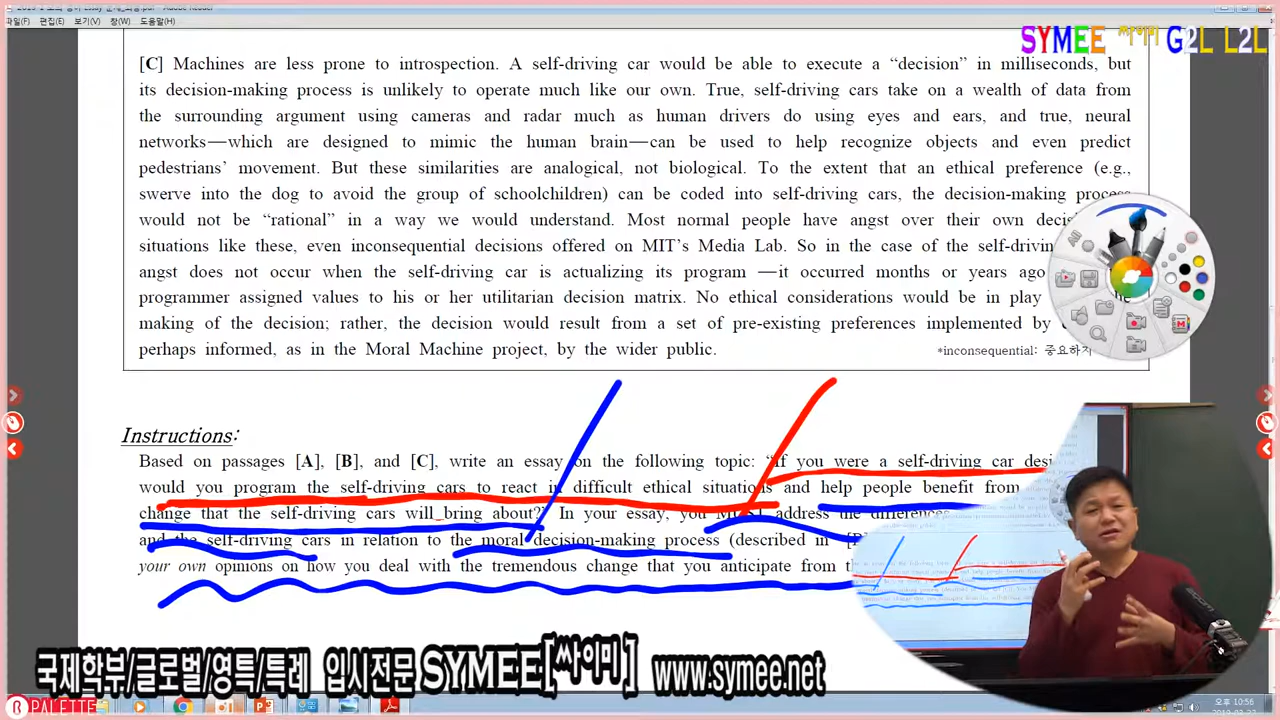 파일(F) 편집(E) 보기(V) 창(W) 도움말(H)
SYMEE 싸이미 G2L L2L
[C] Machines are less prone to introspection. A self-driving car would be able to execute a “decision” in milliseconds, but
its decision-making process is unlikely to operate much like our own. True, self-driving cars take on a wealth of data from
the surrounding argument using cameras and radar much as human drivers do using eyes and ears, and true, neural
networks—which are designed to mimic the human brain—can be used to help recognize objects and even predict
pedestrians’ movement. But these similarities are analogical, not biological. To the extent that an ethical preference (e.g.,
swerve into the dog to avoid the group of schoolchildren) can be coded into self-driving cars, the decision-making process
would not be “rational” in a way we would understand. Most normal people have angst over their own
situations like these, even inconsequential decisions offered on MIT’s Media Lab. So in the case of the
angst does not occur when the self-driving car is actualizing its program —it occurred months or years ago
programmer assigned values to his or her utilitarian decision matrix. No ethical considerations would be in play
making of the decision; rather, the decision would result from a set of pre-existing preferences implemented by
perhaps informed, as in the Moral Machine project, by the wider public.
*inconsequential: 중요하지
Instructions:
Based on passages [A], [B], and [C], write an essay on the following topic: “If you were a self-driving car
would you program the self-driving cars to react in difficult ethical situations and help people benefit from
change that the self-driving cars will bring about?” In your essay, you MUST address the differences
and the self-driving cars in relation to the moral decision-making process (described in
your own opinions on how you deal with the tremendous change that you anticipate from
국제학부/글로벌/영특/특례 입시전문 SYMEE[싸이미] www.symee.net
PALETTE
10:56